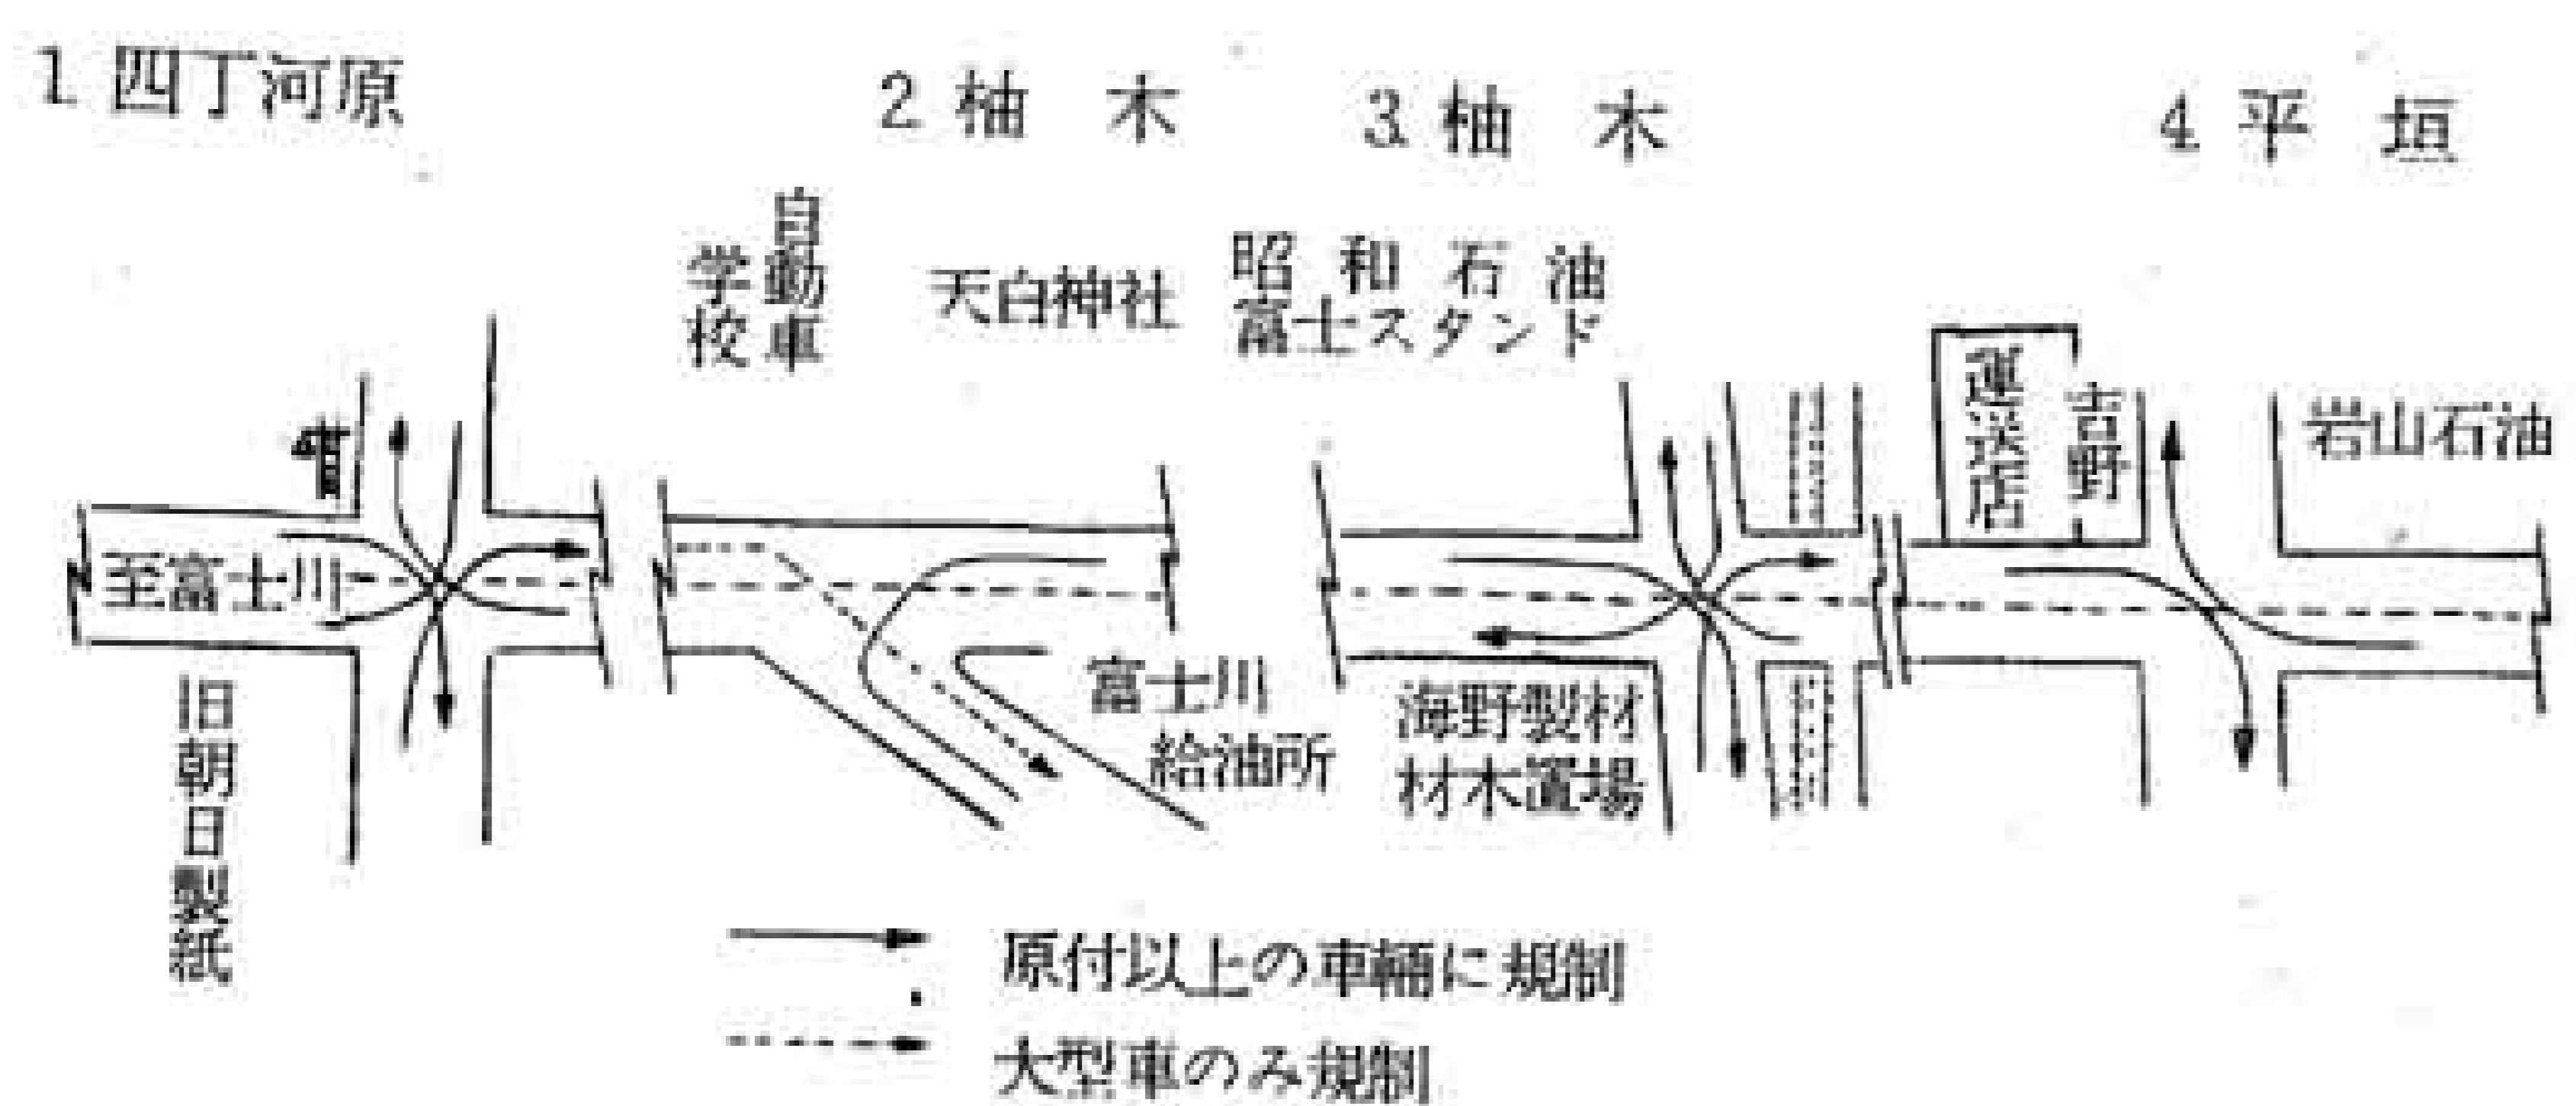 1 四丁河原
2 柚木
3 柚木
4 平垣
自動車
学校
天白神社
昭和石油
富士スタンド
吉野
運送店
岩山石油
至富士川
旧朝日製紙
富士川
給油所
海野製材
材木置場
原付以上の車輛に規制
大型車のみ規制